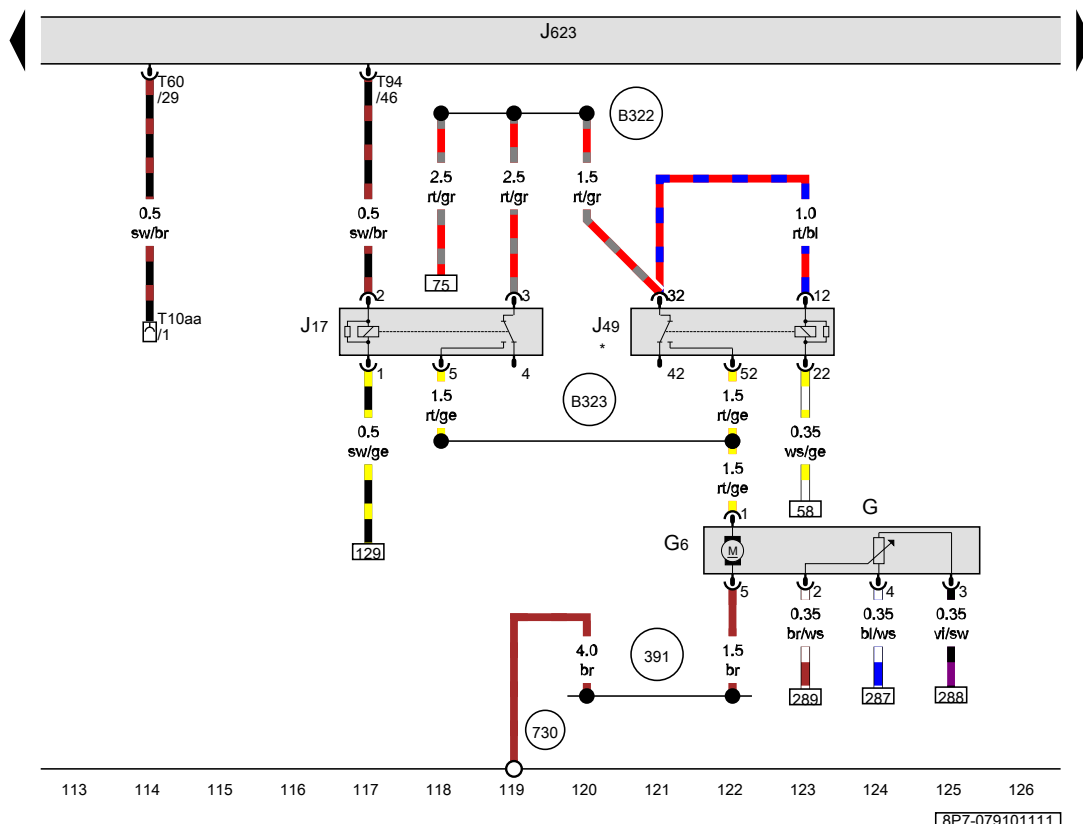 J623
T60
/29
T94
/46
B322
2.5
rt/gr
2.5
rt/gr
1.5
rt/gr
0.5
sw/br
0.5
sw/br
1.0
rt/bl
75
2
3
32
12
T10aa
/1
J17
J49
*
1
5
4
42
52
22
B323
1.5
rt/ge
1.5
rt/ge
0.5
sw/ge
0.35
ws/ge
1.5
rt/ge
58
G
1
129
G6
M
5
2
4
3
0.35
br/ws
0.35
bl/ws
0.35
vi/sw
4.0
br
391
1.5
br
289
287
288
730
113 114 115 116 117 118 119 120 121 122 123 124 125 126
8P7-079101111